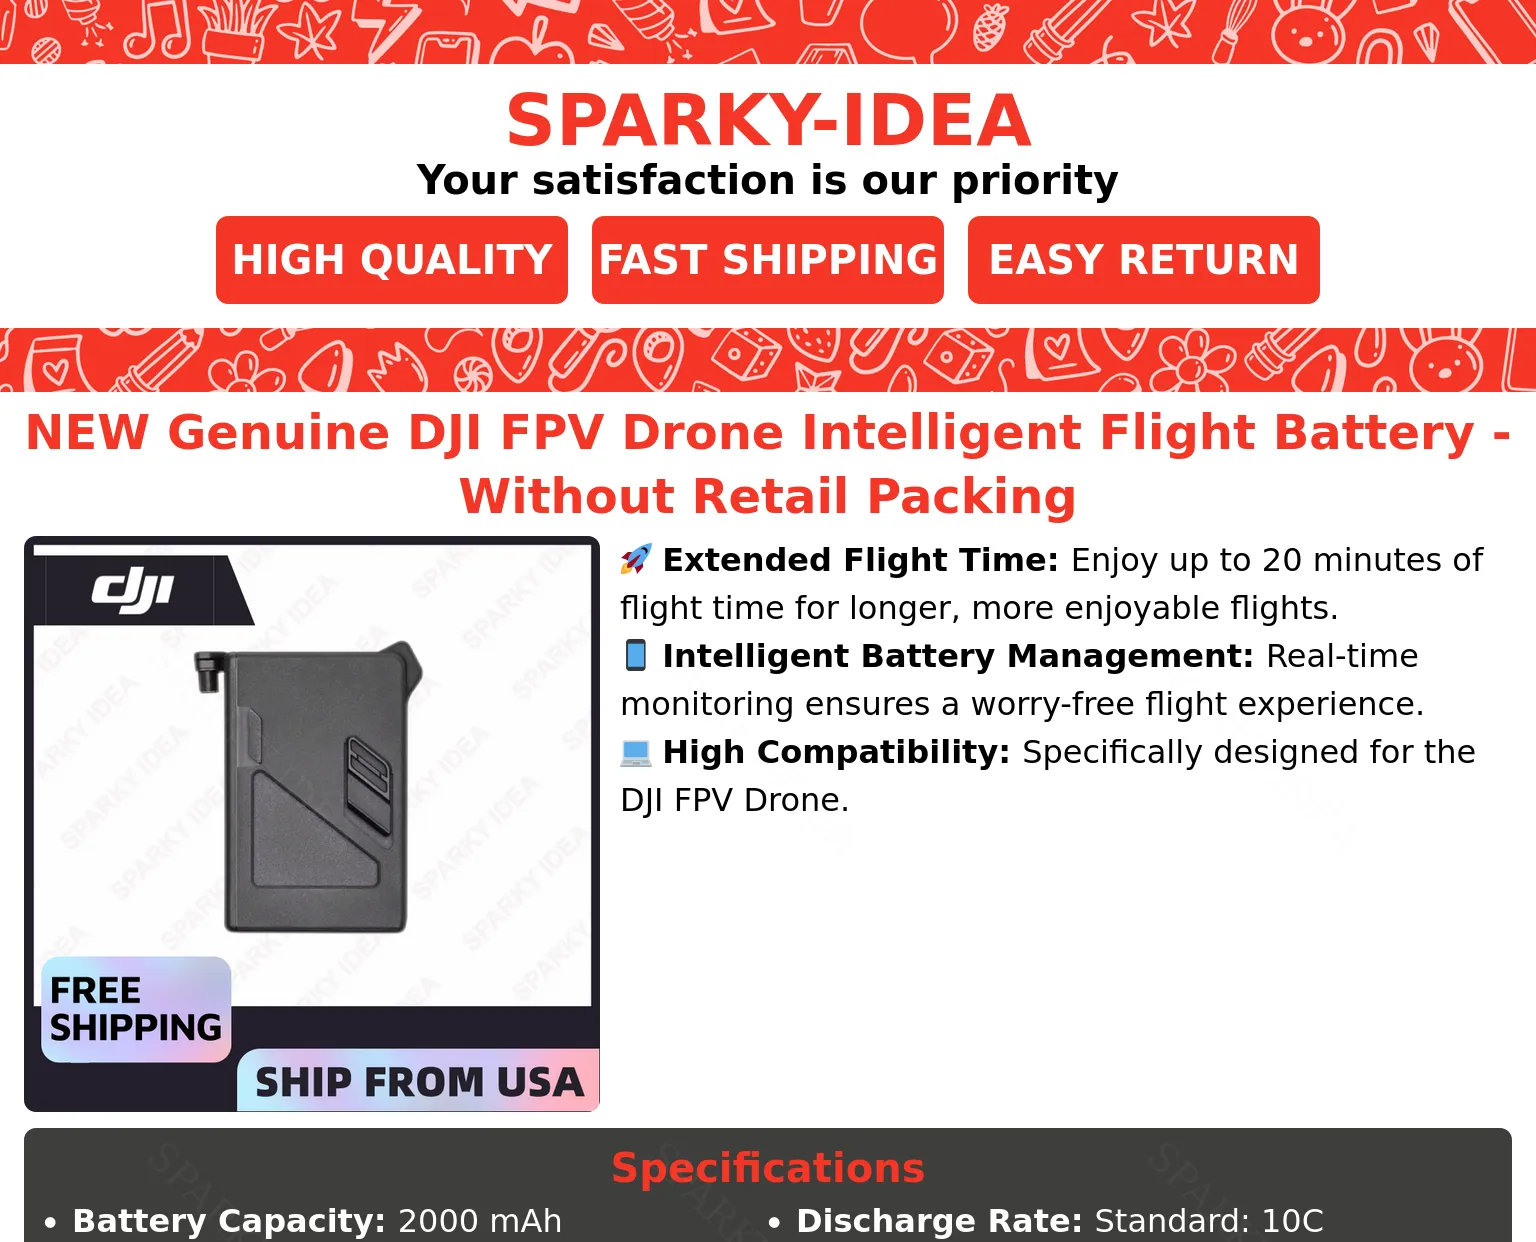 SPARKY-IDEA
Your satisfaction is our priority
HIGH QUALITY
FAST SHIPPING
EASY RETURN
NEW Genuine DJI FPV Drone Intelligent Flight Battery -
Without Retail Packing
dji
FREE
SHIPPING
SHIP FROM USA
🚀 Extended Flight Time: Enjoy up to 20 minutes of
flight time for longer, more enjoyable flights.
📱 Intelligent Battery Management: Real-time
monitoring ensures a worry-free flight experience.
💻 High Compatibility: Specifically designed for the
DJI FPV Drone.
Specifications
• Battery Capacity: 2000 mAh
• Discharge Rate: Standard: 10C